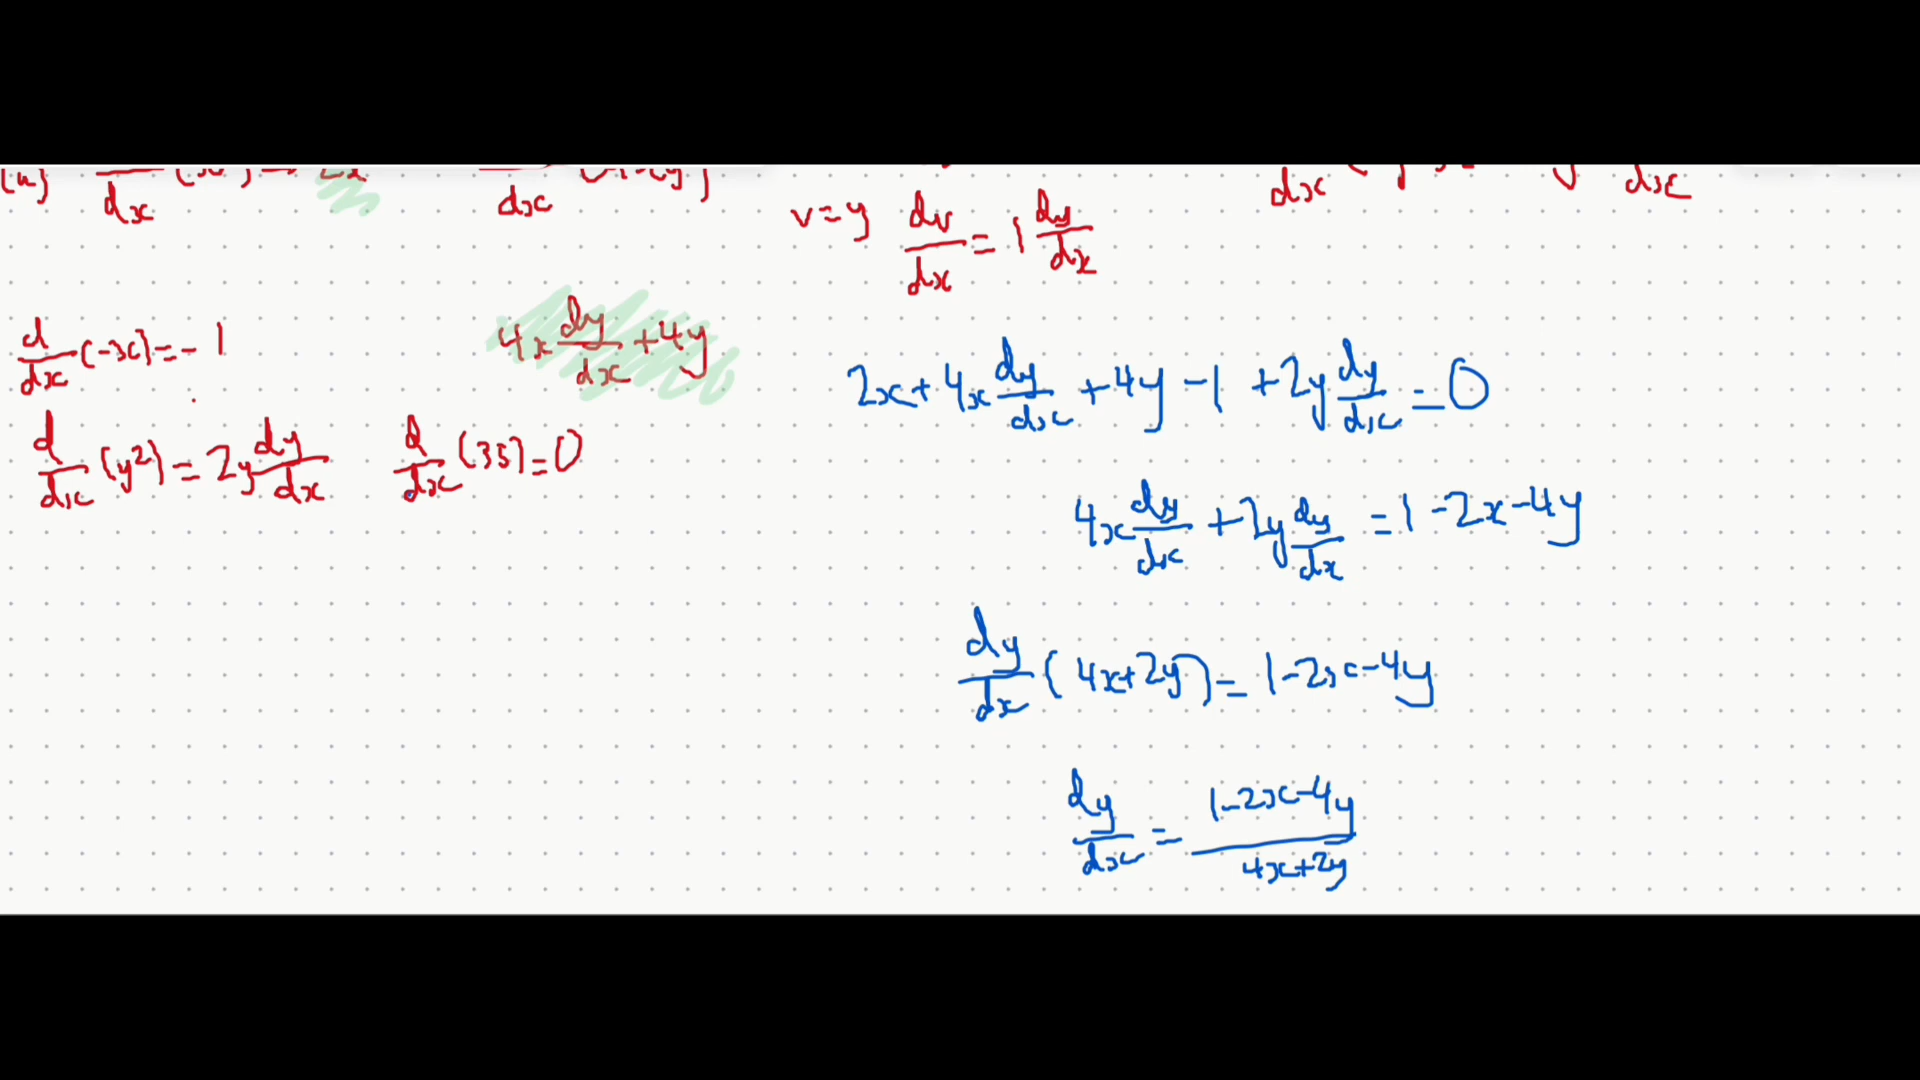 v=y dv/dx = 1 dy/dx
d/dx (-x) = -1
4x dy/dx + 4y
d/dx (y²) = 2y dy/dx
d/dx (35) = 0
2x + 4x dy/dx + 4y - 1 + 2y dy/dx = 0
4x dy/dx + 2y dy/dx = 1 - 2x - 4y
dy/dx (4x+2y) = 1 - 2x - 4y
dy/dx = (1-2x-4y)/(4x+2y)